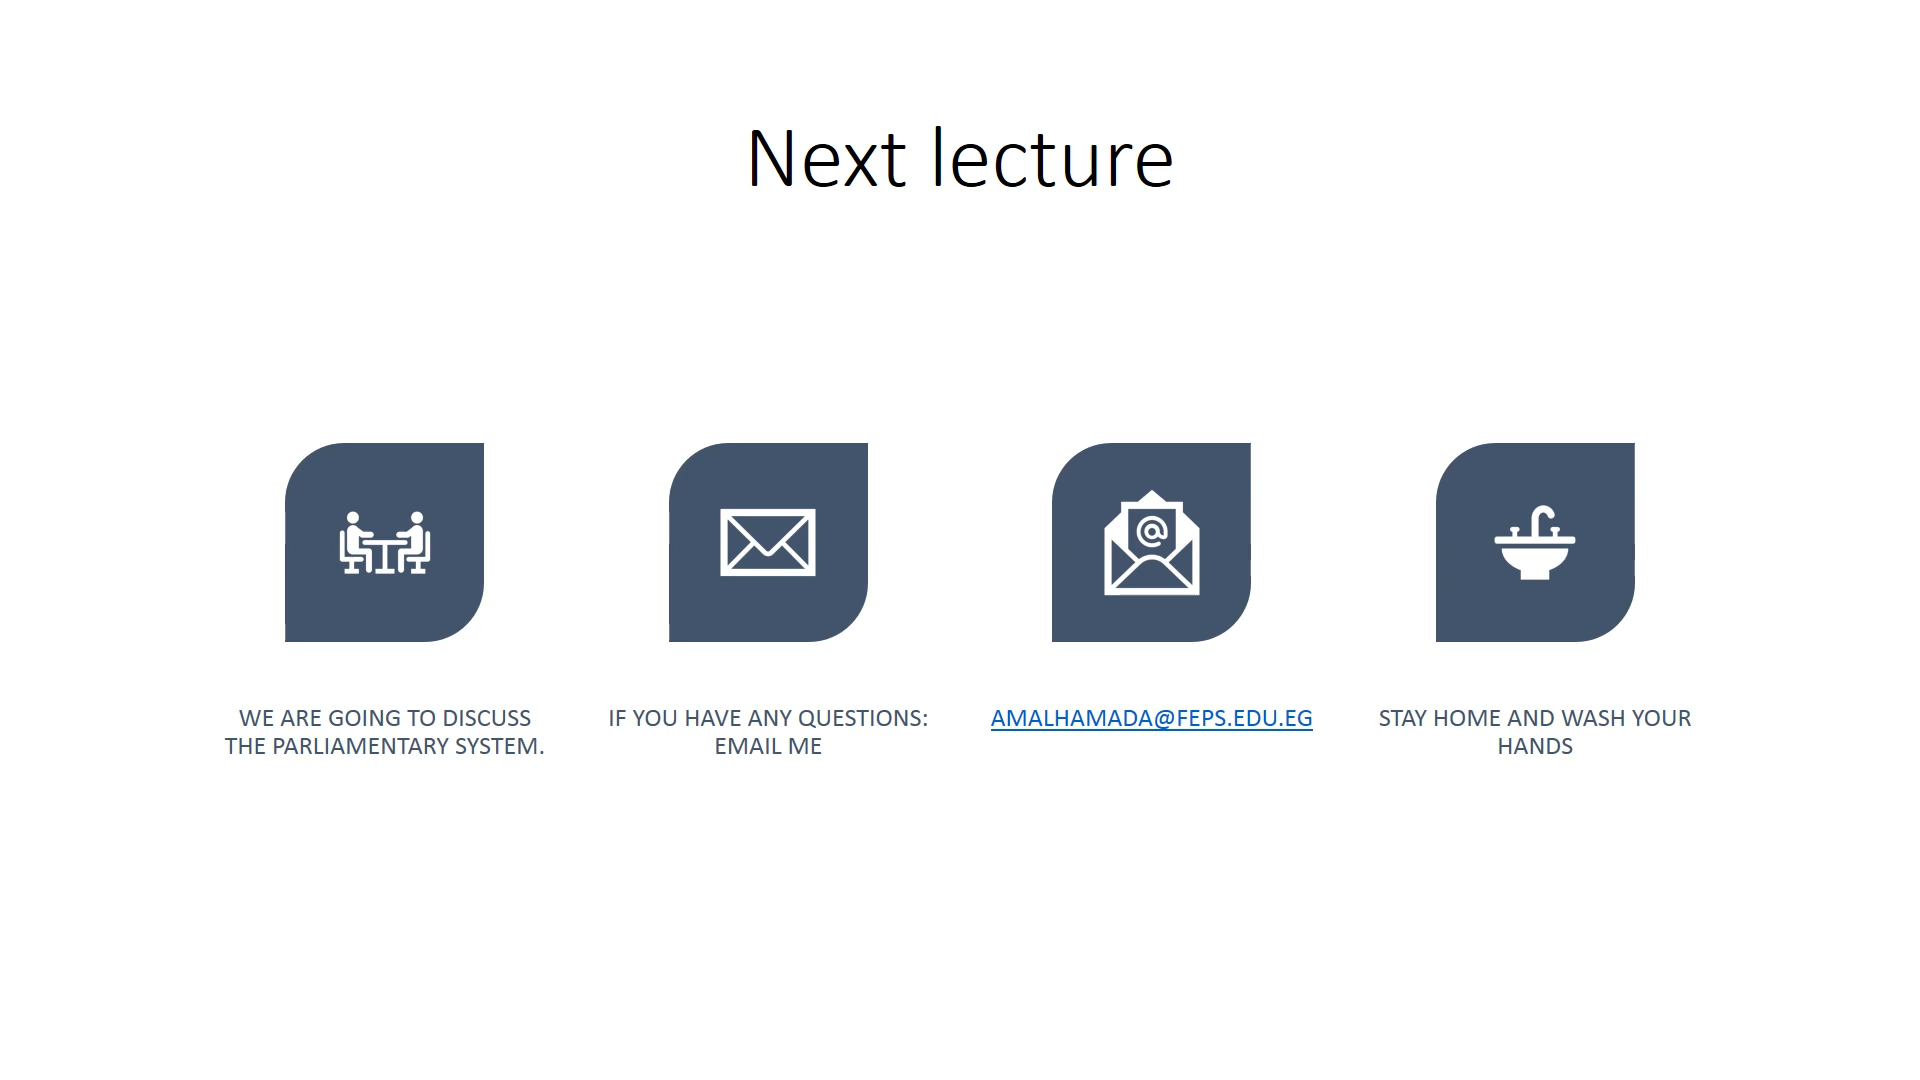 Next lecture
WE ARE GOING TO DISCUSS
THE PARLIAMENTARY SYSTEM.
IF YOU HAVE ANY QUESTIONS:
EMAIL ME
AMALHAMADA@FEPS.EDU.EG
STAY HOME AND WASH YOUR
HANDS